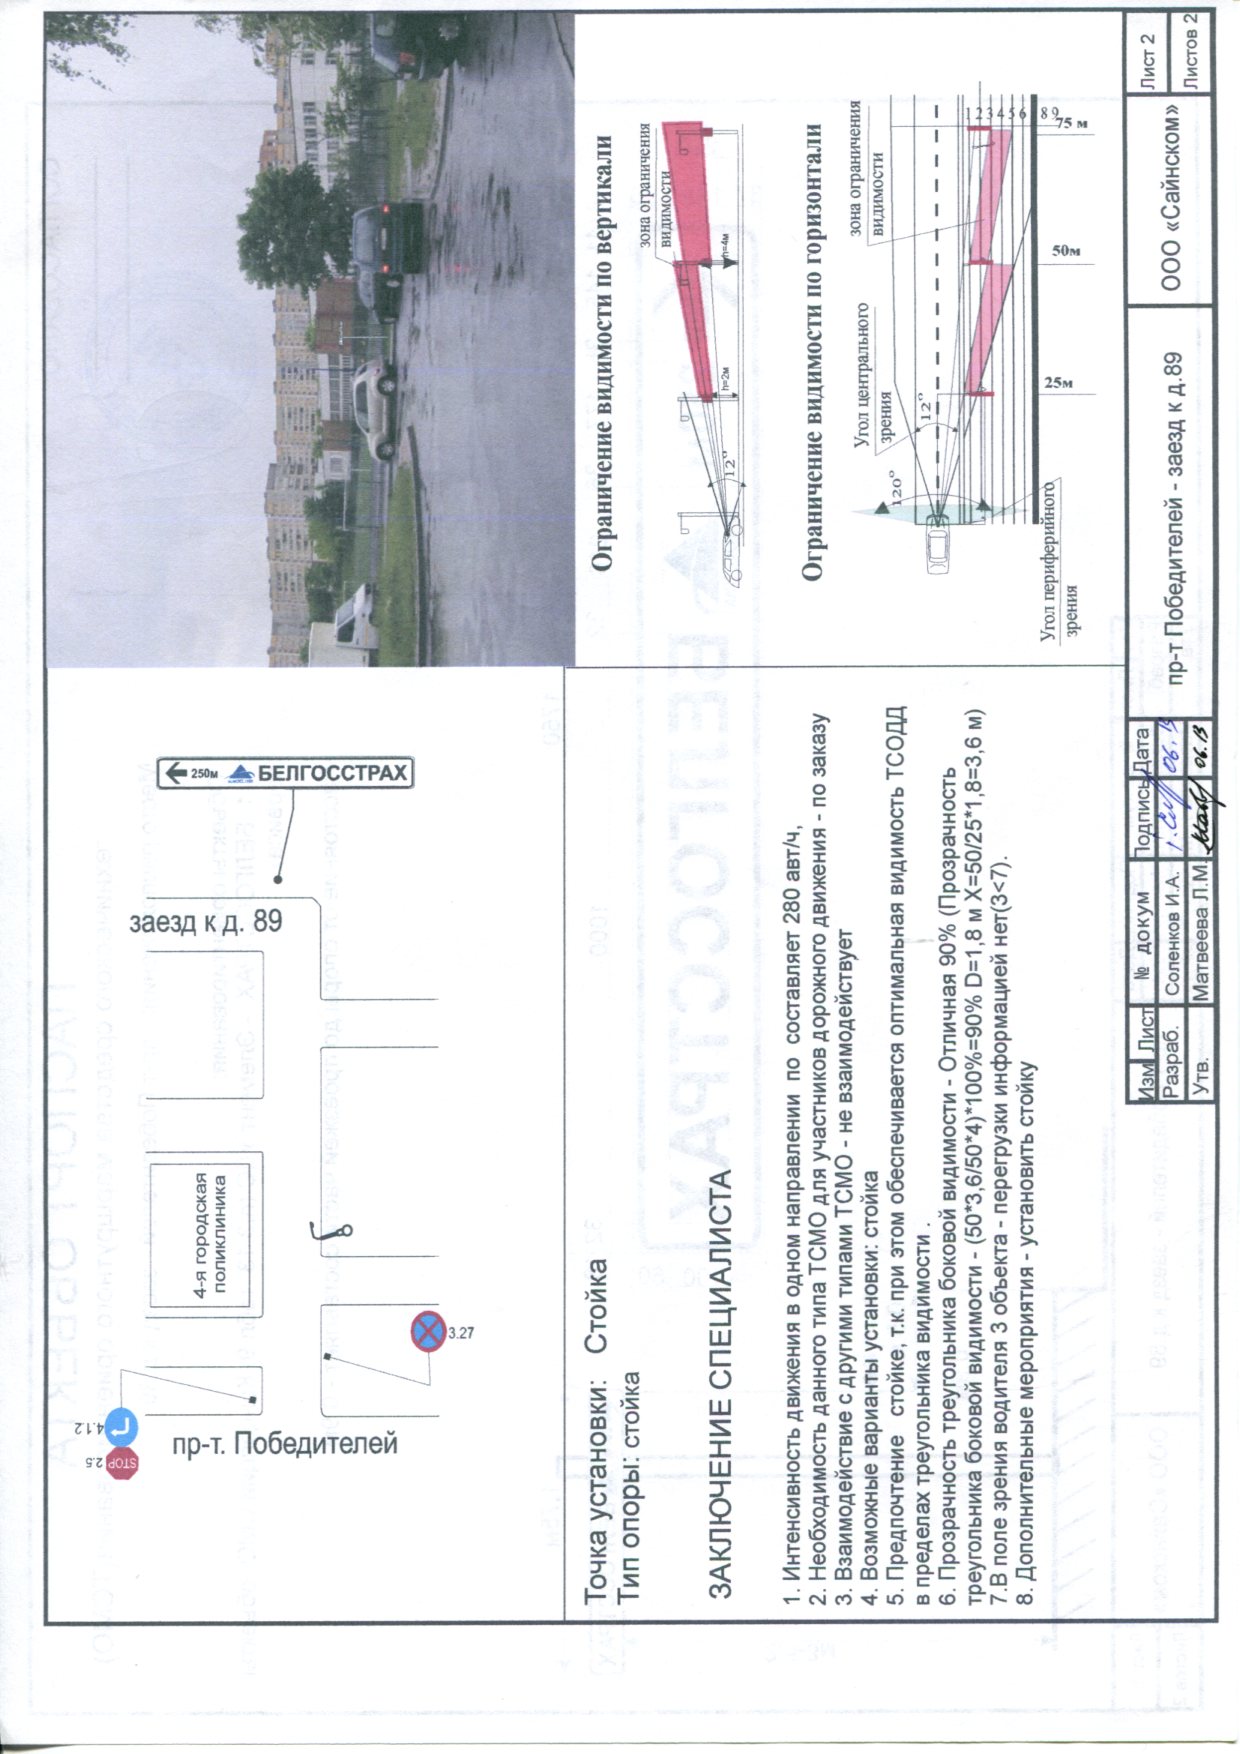 250м БЕЛГОССТРАХ
заезд к д. 89
4-я городская
поликлиника
3.27
4.1.2
2.5 STOP
пр-т. Победителей
Точка установки: Стойка
Тип опоры: стойка
ЗАКЛЮЧЕНИЕ СПЕЦИАЛИСТА
1. Интенсивность движения в одном направлении по составляет 280 авт/ч,
2. Необходимость данного типа ТСМО для участников дорожного движения - по заказу
3. Взаимодействие с другими типами ТСМО - не взаимодействует
4. Возможные варианты установки: стойка
5. Предпочтение стойке, т.к. при этом обеспечивается оптимальная видимость ТСОДД
в пределах треугольника видимости .
6. Прозрачность треугольника боковой видимости - Отличная 90% (Прозрачность
треугольника боковой видимости - (50*3,6/50*4)*100%=90% D=1,8 м X=50/25*1,8=3,6 м)
7.В поле зрения водителя 3 объекта - перегрузки информацией нет(3<7).
8. Дополнительные мероприятия - установить стойку
Ограничение видимости по вертикали
зона ограничения
видимости
h=4м
h=2м
12°
Ограничение видимости по горизонтали
зона ограничения
видимости
Угол центрального
зрения
12°
120°
1 2 3 4 5 6 8 9
75 м
50м
25м
Угол периферийного
зрения
Изм Лист № докум Подпись Дата
Разраб. Соленков И.А. 06.13
Утв. Матвеева Л.М. 06.13
пр-т Победителей - заезд к д.89
ООО «Сайнском»
Лист 2
Листов 2